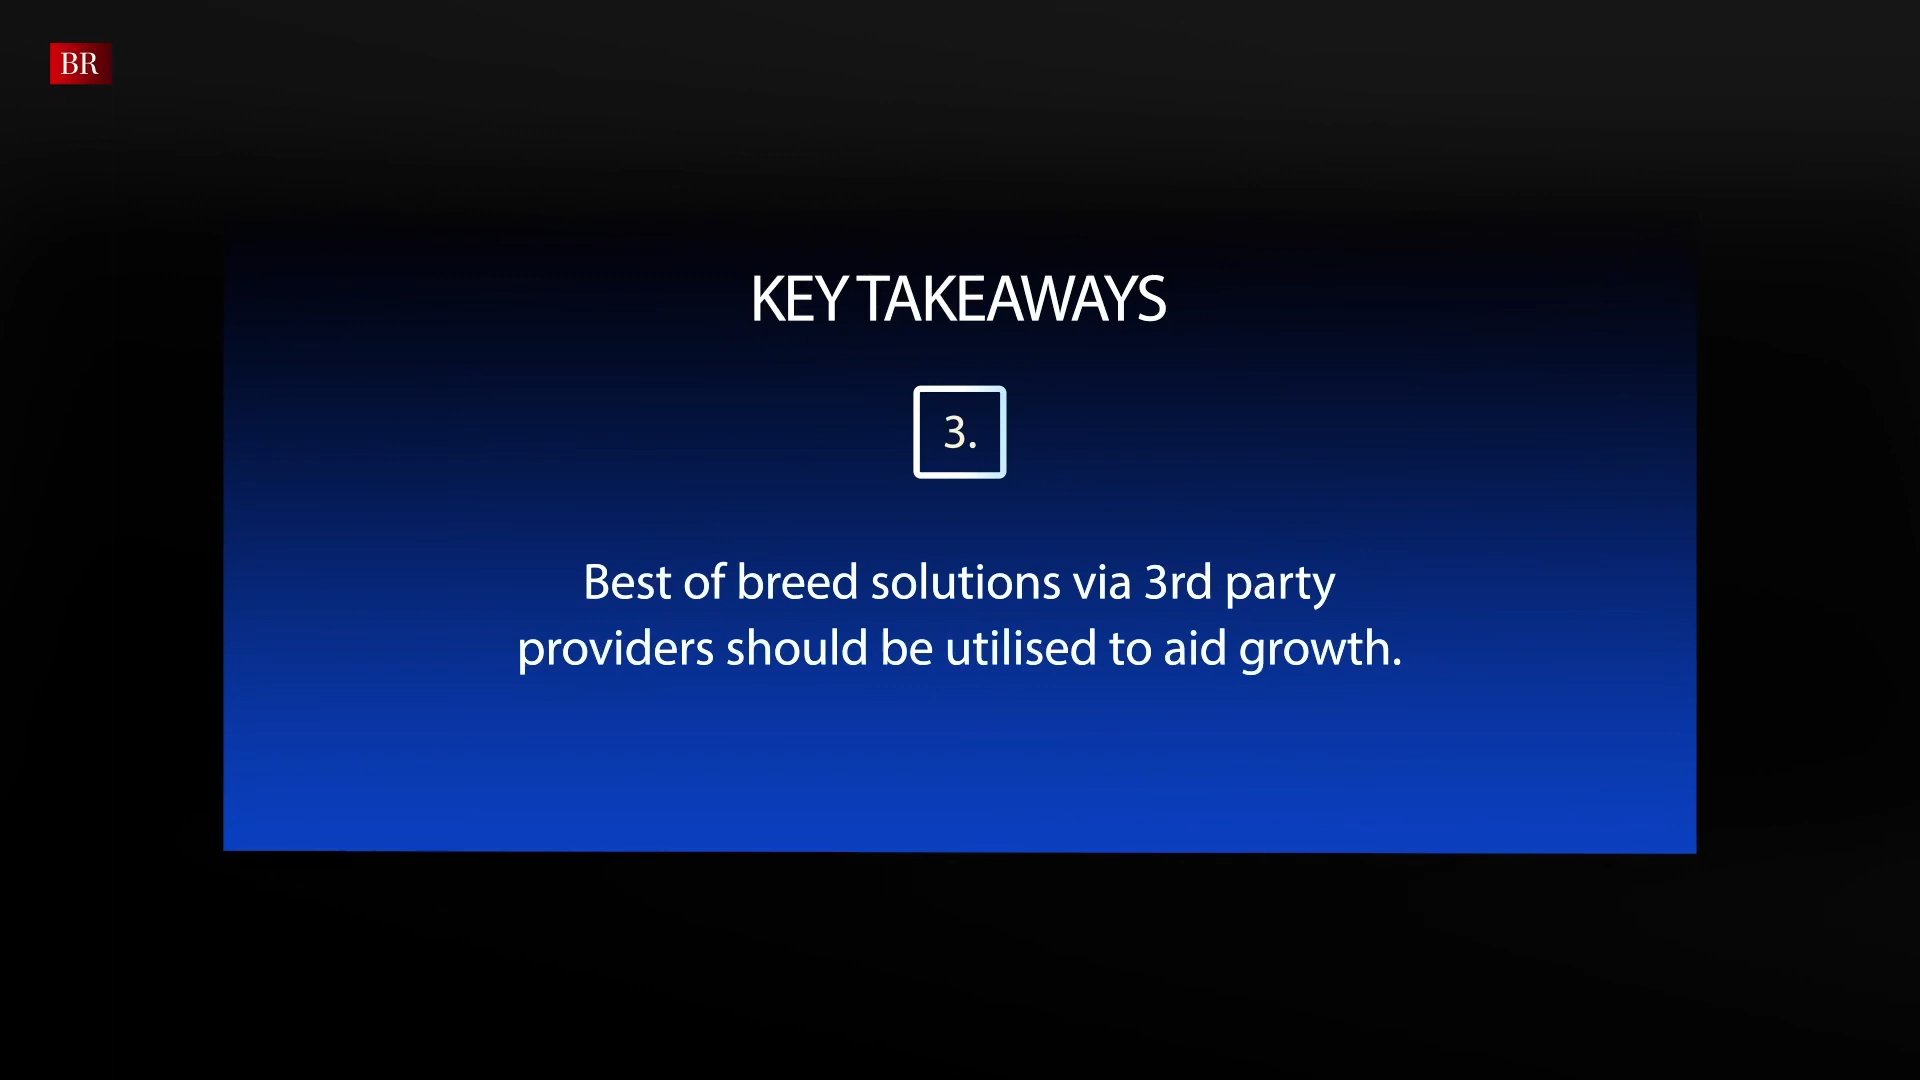 BR
KEY TAKEAWAYS
3.
Best of breed solutions via 3rd party
providers should be utilised to aid growth.